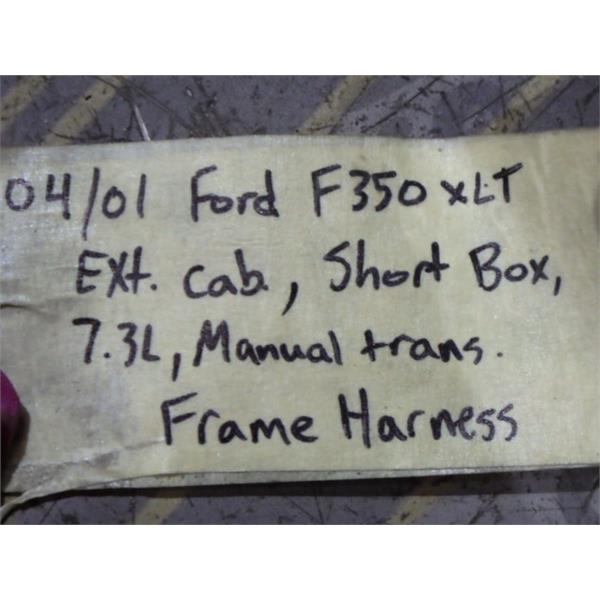 04/01 Ford F350 XLT
Ext. cab., Short Box,
7.3L, Manual trans.
Frame Harness